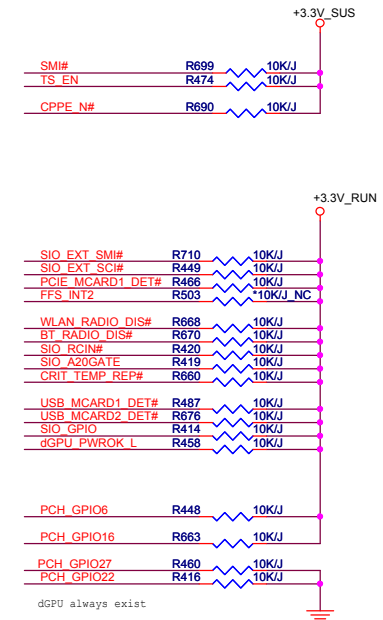 +3.3V_SUS
SMI# R699 10K/J
TS_EN R474 10K/J
CPPE_N# R690 10K/J
+3.3V_RUN
SIO_EXT_SMI# R710 10K/J
SIO_EXT_SCI# R449 10K/J
PCIE_MCARD1_DET# R466 10K/J
FFS_INT2 R503 *10K/J_NC
WLAN_RADIO_DIS# R668 10K/J
BT_RADIO_DIS# R670 10K/J
SIO_RCIN# R420 10K/J
SIO_A20GATE R419 10K/J
CRIT_TEMP_REP# R660 10K/J
USB_MCARD1_DET# R487 10K/J
USB_MCARD2_DET# R676 10K/J
SIO_GPIO R414 10K/J
dGPU_PWROK_L R458 10K/J
PCH_GPIO6 R448 10K/J
PCH_GPIO16 R663 10K/J
PCH_GPIO27 R460 10K/J
PCH_GPIO22 R416 10K/J
dGPU always exist